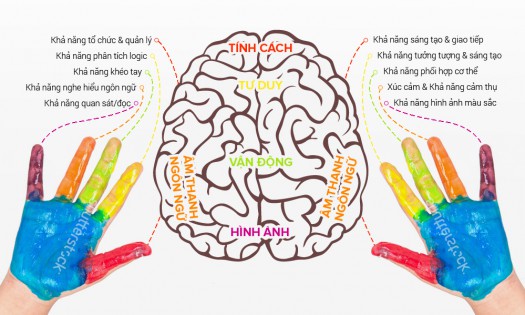 Khả năng tổ chức & quản lý
Khả năng phân tích logic
Khả năng khéo tay
Khả năng nghe hiểu ngôn ngữ
Khả năng quan sát/đọc
TÍNH CÁCH
TƯ DUY
VẬN ĐỘNG
ÂM THANH
NGÔN NGỮ
ÂM THANH
NGÔN NGỮ
HÌNH ẢNH
Khả năng sáng tạo & giao tiếp
Khả năng tưởng tượng & sáng tạo
Khả năng phối hợp cơ thể
Xúc cảm & Khả năng cảm thụ
Khả năng hình ảnh màu sắc